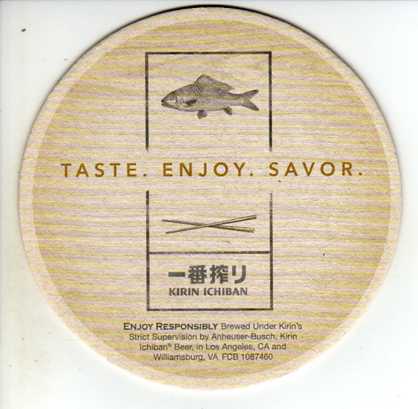 TASTE. ENJOY. SAVOR.
一番搾り
KIRIN ICHIBAN
ENJOY RESPONSIBLY Brewed Under Kirin's
Strict Supervision by Anheuser-Busch, Kirin
Ichiban® Beer, in Los Angeles, CA and
Williamsburg, VA FCB 1087460